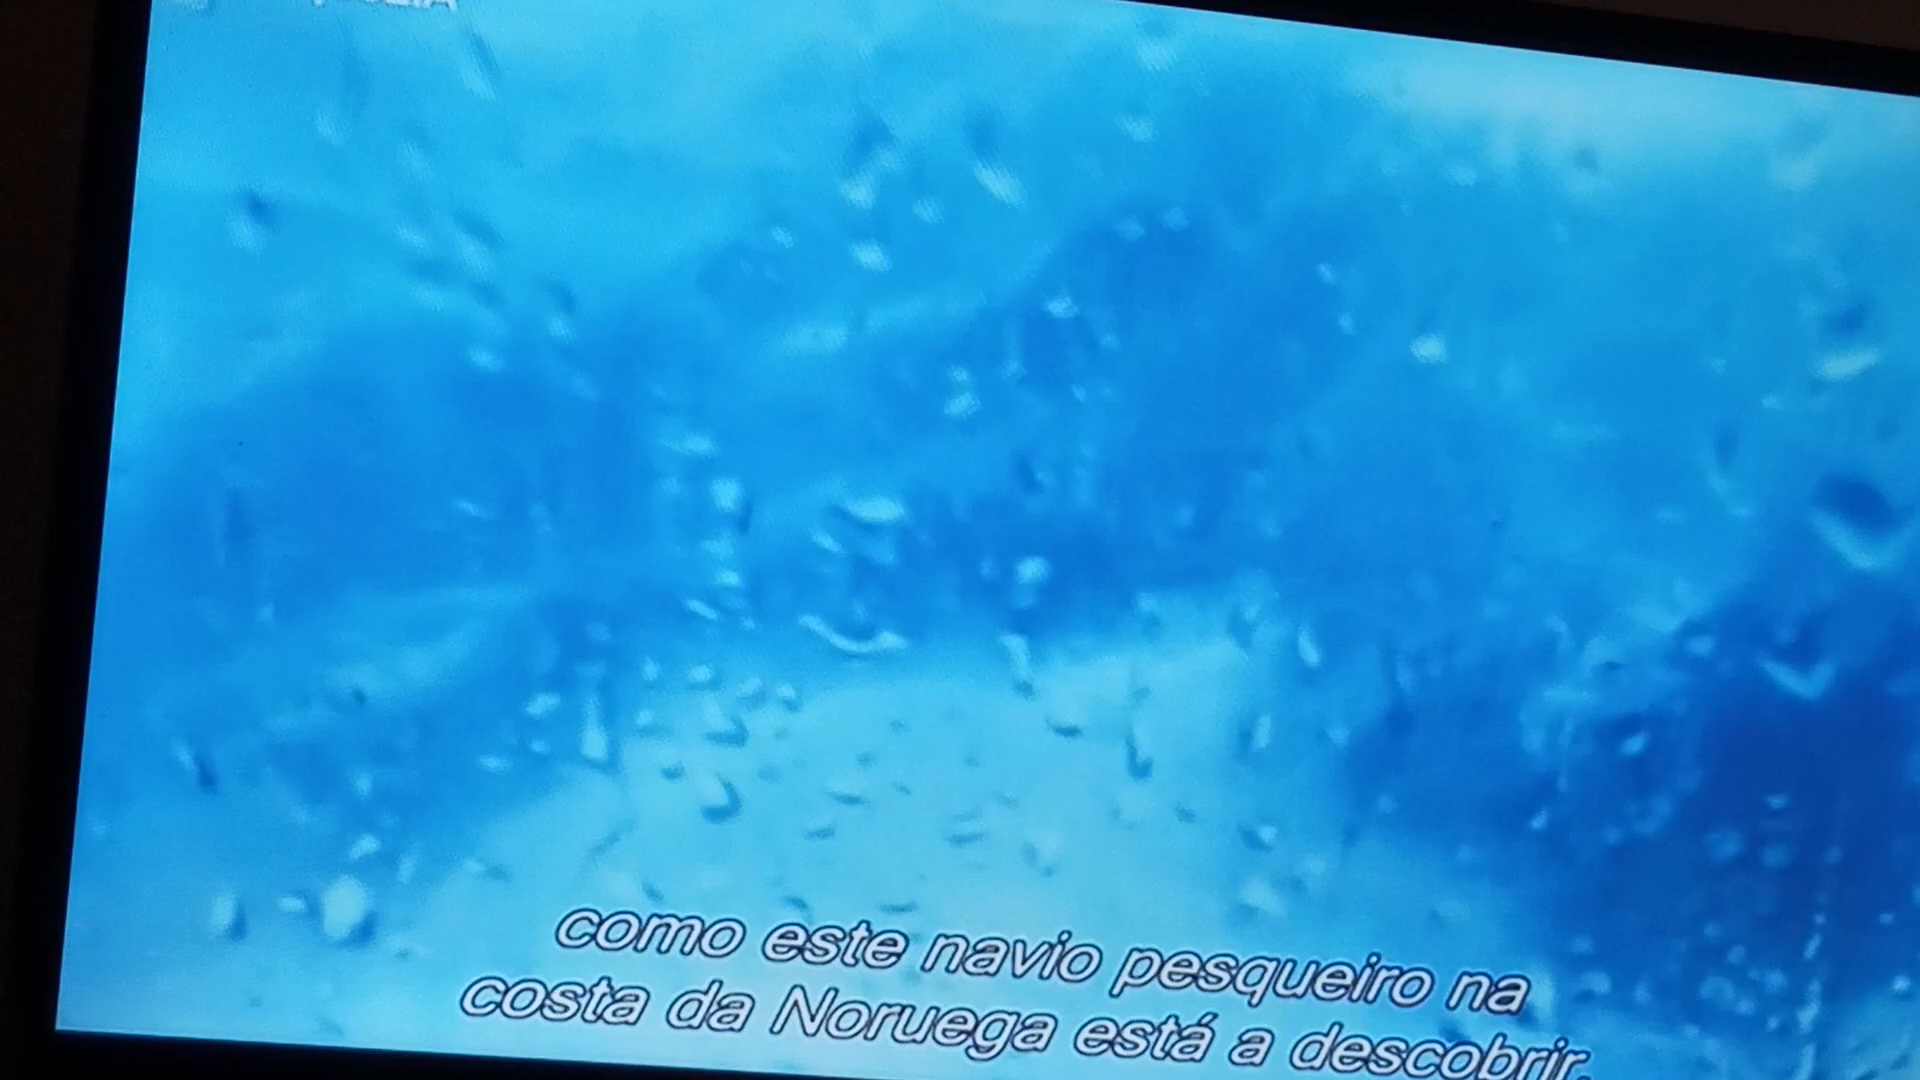 como este navio pesqueiro na
costa da Noruega está a descobrir.